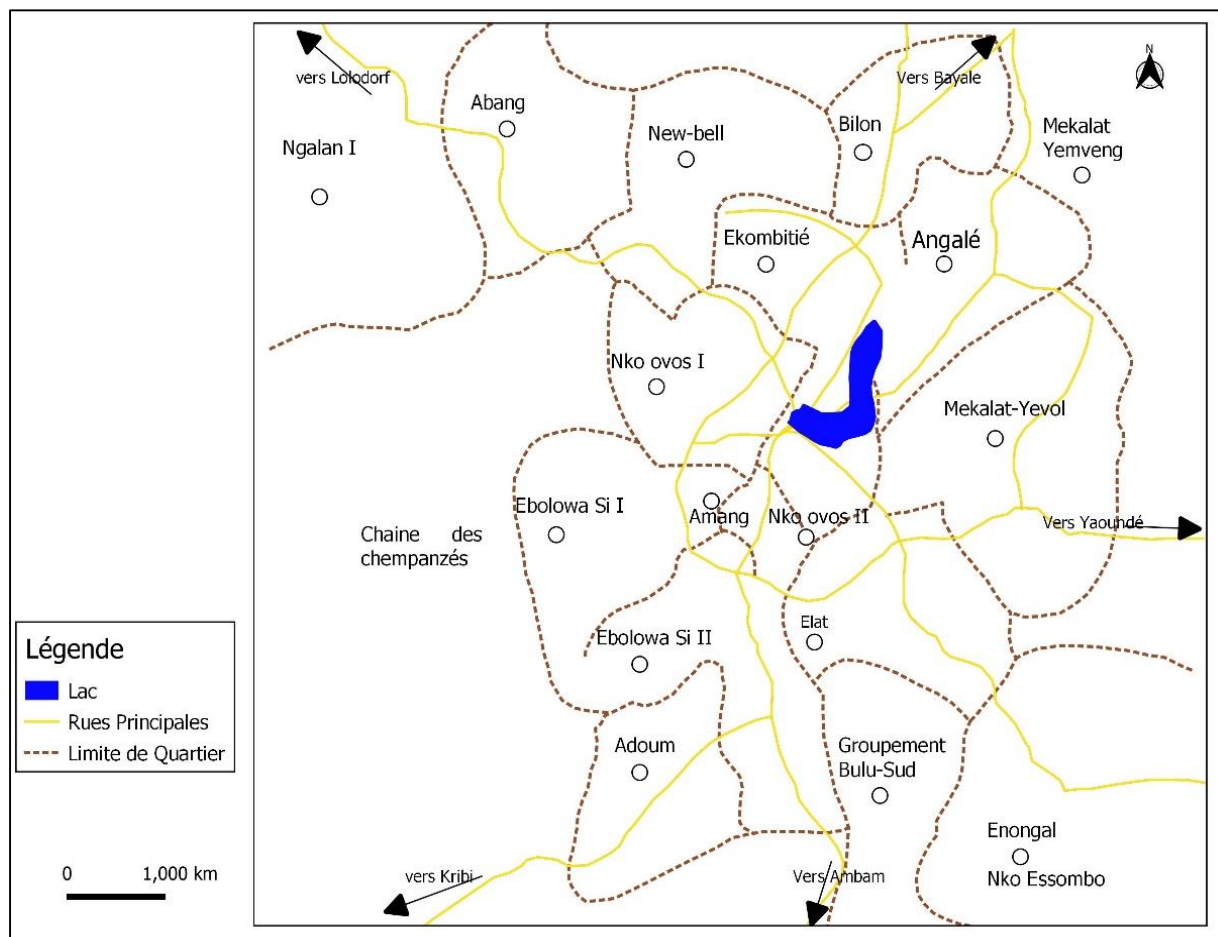 N
vers Lolodorf
Vers Bayale
Abang
Ngalan I
New-bell
Bilon
Mekalat
Yemveng
Ekombitié
Angalé
Nko ovos I
Mekalat-Yevol
Ebolowa Si I
Amang
Nko ovos II
Chaine des
chempanzés
Vers Yaoundé
Elat
Ebolowa Si II
Adoum
Groupement
Bulu-Sud
Enongal
Nko Essombo
vers Kribi
Vers Ambam
Légende
Lac
Rues Principales
Limite de Quartier
0 1,000 km